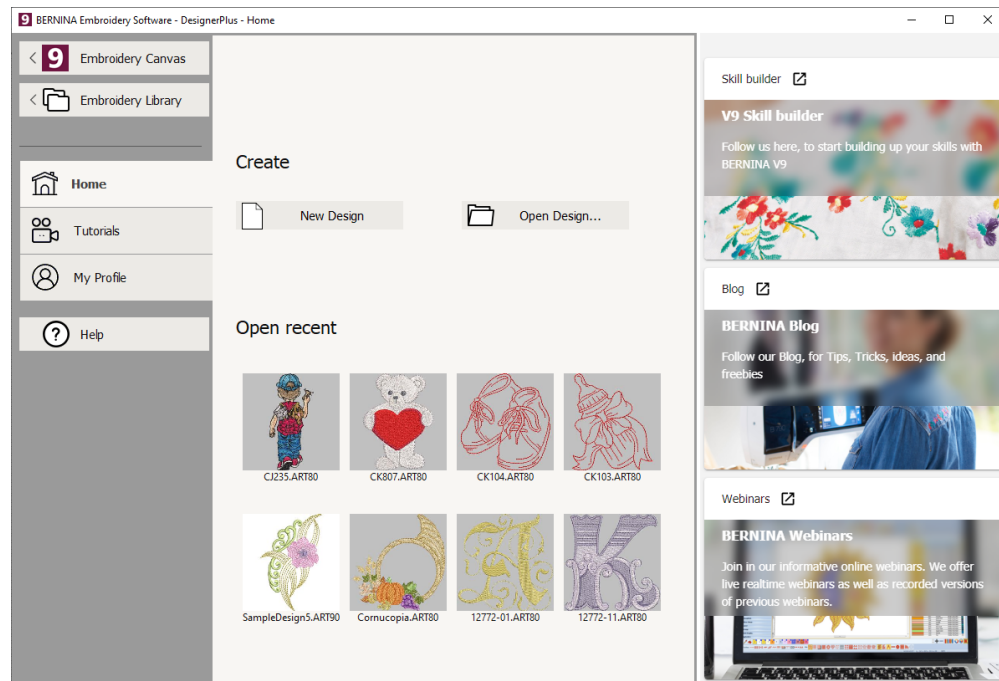 9 BERNINA Embroidery Software - DesignerPlus - Home
9 Embroidery Canvas
Embroidery Library
Home
Tutorials
My Profile
? Help
Create
New Design
Open Design...
Open recent
CJ235.ART80
CK807.ART80
CK104.ART80
CK103.ART80
SampleDesign5.ART90
Cornucopia.ART80
12772-01.ART80
12772-11.ART80
Skill builder
V9 Skill builder
Follow us here, to start building up your skills with
BERNINA V9
Blog
BERNINA Blog
Follow our Blog, for Tips, Tricks, ideas, and
freebies
Webinars
BERNINA Webinars
Join in our informative online webinars. We offer
live realtime webinars as well as recorded versions
of previous webinars.